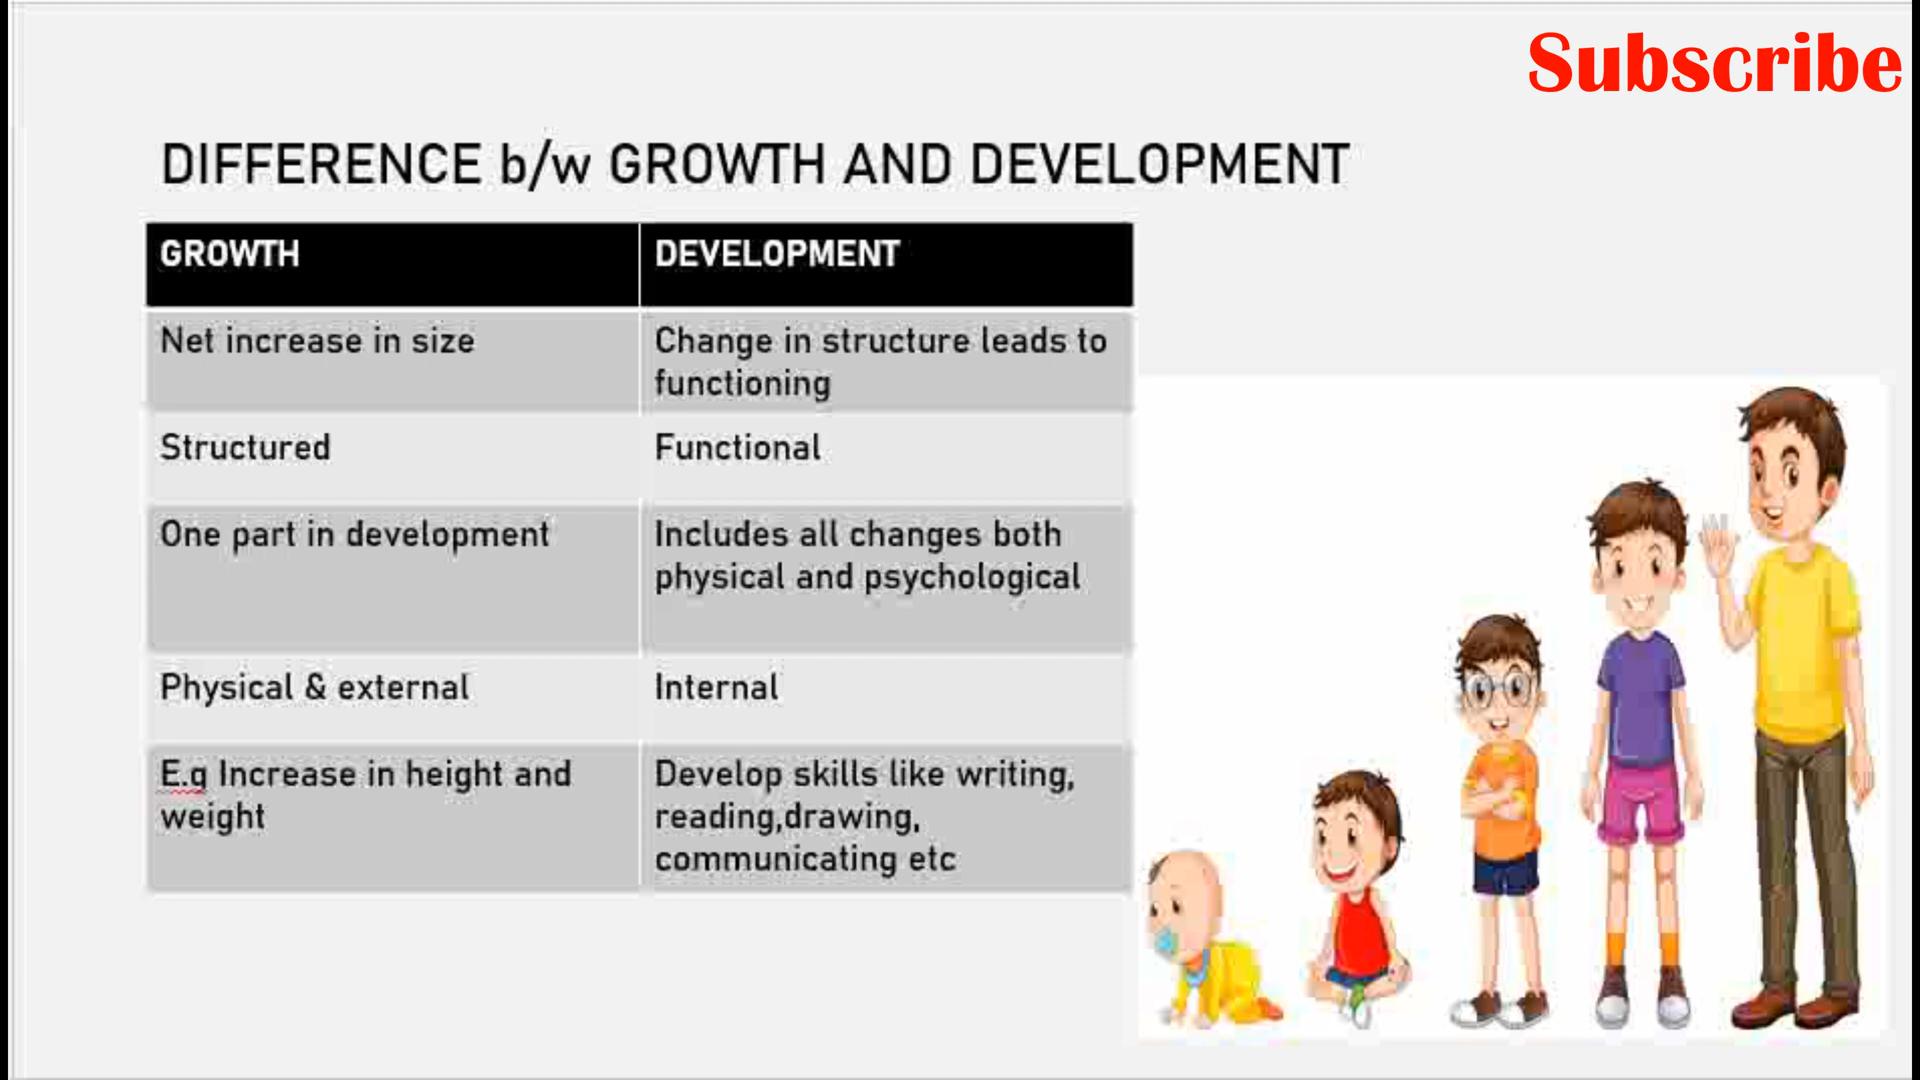 Subscribe
DIFFERENCE b/w GROWTH AND DEVELOPMENT
GROWTH
DEVELOPMENT
Net increase in size
Change in structure leads to
functioning
Structured
Functional
One part in development
Includes all changes both
physical and psychological
Physical & external
Internal
E.g Increase in height and
weight
Develop skills like writing,
reading,drawing,
communicating etc